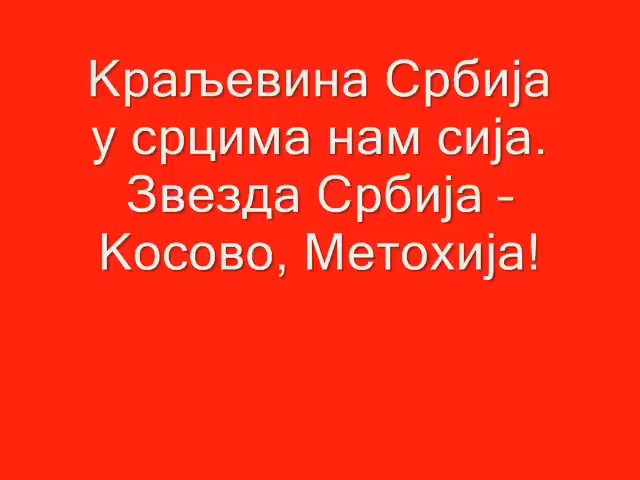 Краљевина Србија
у срцима нам сија.
Звезда Србија –
Косово, Метохија!